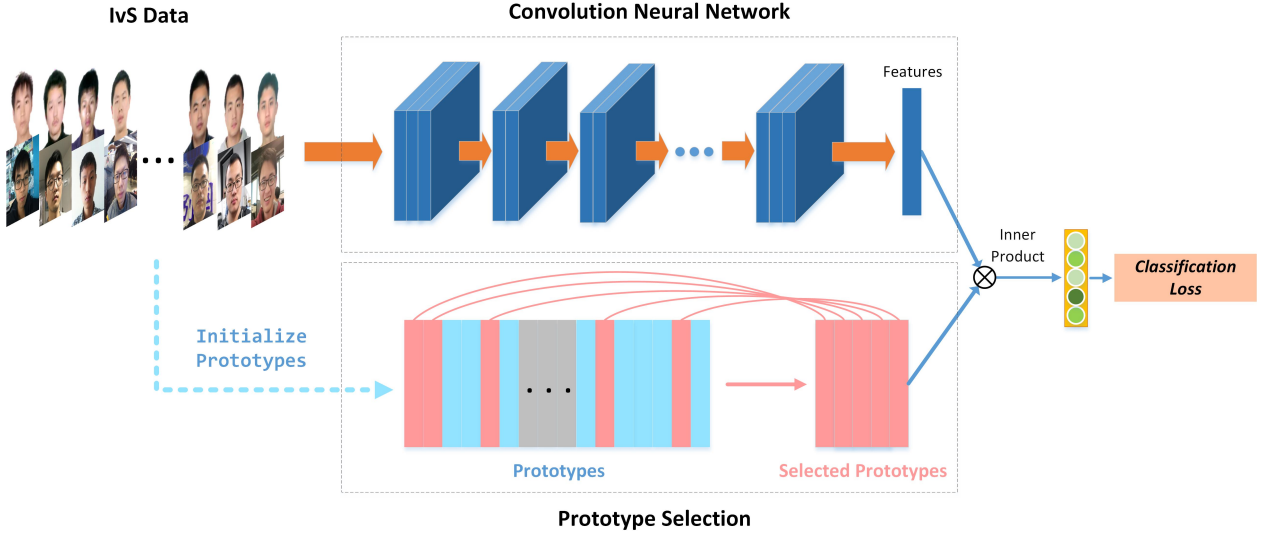 IvS Data
Convolution Neural Network
Features
Inner
Product
Classification
Loss
Initialize
Prototypes
Prototypes
Selected Prototypes
Prototype Selection